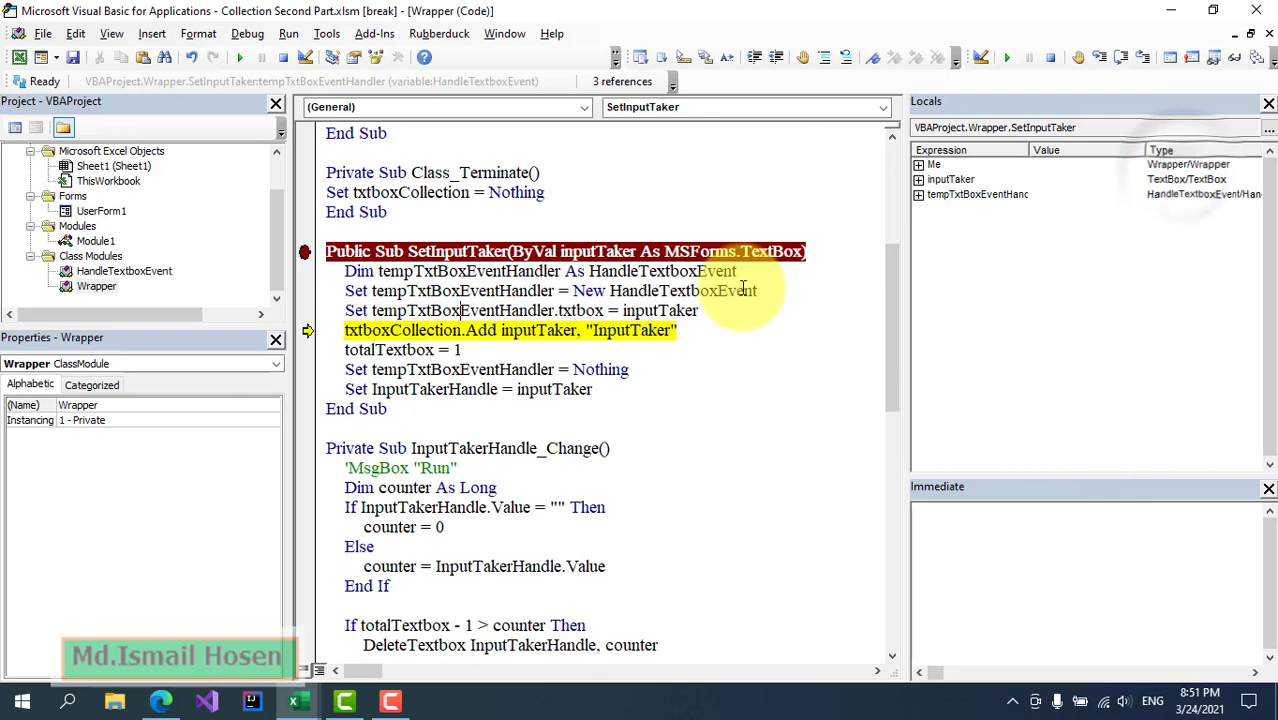 Microsoft Visual Basic for Applications - Collection Second Part.xlsm [break] - [Wrapper (Code)]
File Edit View Insert Format Debug Run Tools Add-Ins Rubberduck Window Help
Ready VBAProject.Wrapper.SetInputTaker:tempTxtBoxEventHandler (variable:HandleTextboxEvent) 3 references
Project - VBAProject
Microsoft Excel Objects
Sheet1 (Sheet1)
ThisWorkbook
Forms
UserForm1
Modules
Module1
Class Modules
HandleTextboxEvent
Wrapper
Properties - Wrapper
Wrapper ClassModule
Alphabetic Categorized
(Name) Wrapper
Instancing 1 - Private
(General) SetInputTaker
End Sub
Private Sub Class_Terminate()
Set txtboxCollection = Nothing
End Sub
Public Sub SetInputTaker(ByVal inputTaker As MSForms.TextBox)
Dim tempTxtBoxEventHandler As HandleTextboxEvent
Set tempTxtBoxEventHandler = New HandleTextboxEvent
Set tempTxtBoxEventHandler.txtbox = inputTaker
txtboxCollection.Add inputTaker, "InputTaker"
totalTextbox = 1
Set tempTxtBoxEventHandler = Nothing
Set InputTakerHandle = inputTaker
End Sub
Private Sub InputTakerHandle_Change()
'MsgBox "Run"
Dim counter As Long
If InputTakerHandle.Value = "" Then
counter = 0
Else
counter = InputTakerHandle.Value
End If
If totalTextbox - 1 > counter Then
DeleteTextbox InputTakerHandle, counter
Locals
VBAProject.Wrapper.SetInputTaker
Expression Value Type
Me Wrapper/Wrapper
inputTaker TextBox/TextBox
tempTxtBoxEventHanc HandleTextboxEvent/Han
Immediate
Md.Ismail Hosen
ENG
8:51 PM
3/24/2021